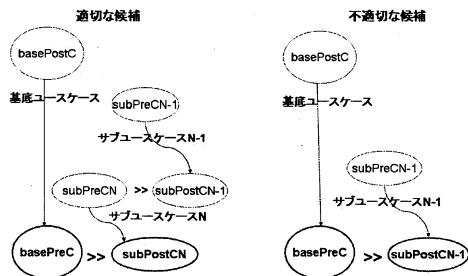 適切な候補
不適切な候補
basePostC
basePostC
基底ユースケース
subPreCN-1
基底ユースケース
サブユースケースN-1
subPreCN-1
subPreCN >> subPostCN-1
サブユースケースN-1
サブユースケースN
basePreC >> subPostCN
basePreC >> subPostCN-1